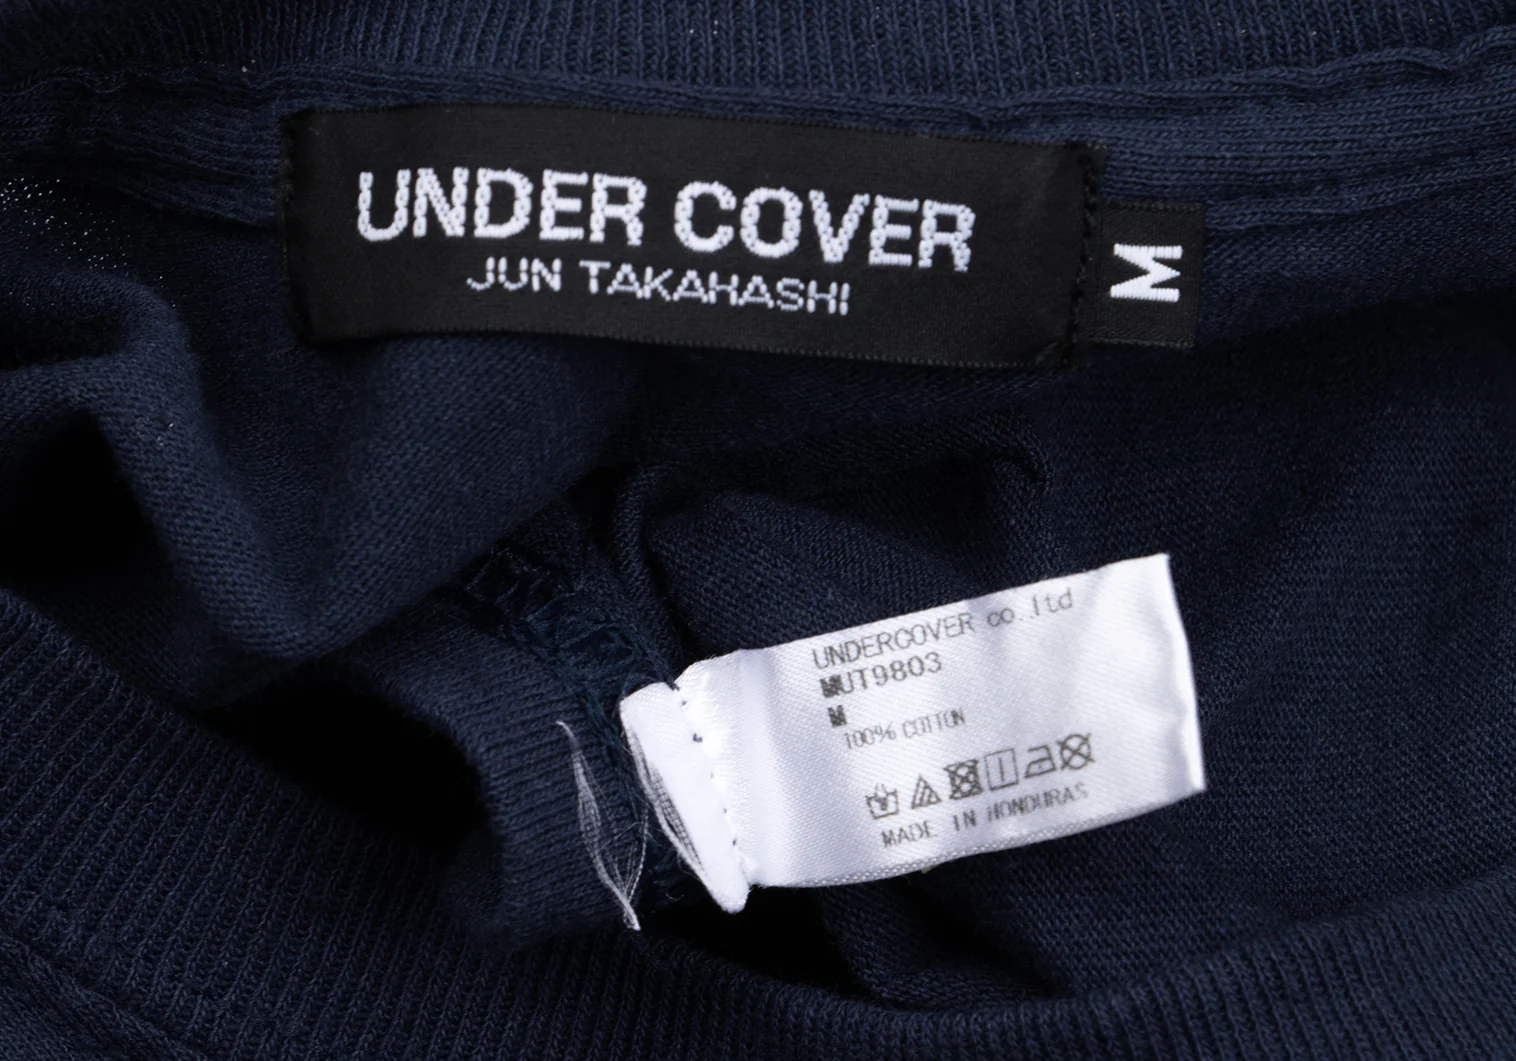 UNDER COVER
JUN TAKAHASHI
M
UNDERCOVER co.,ltd
MUT9803
M
100% COTTON
MADE IN HONDURAS